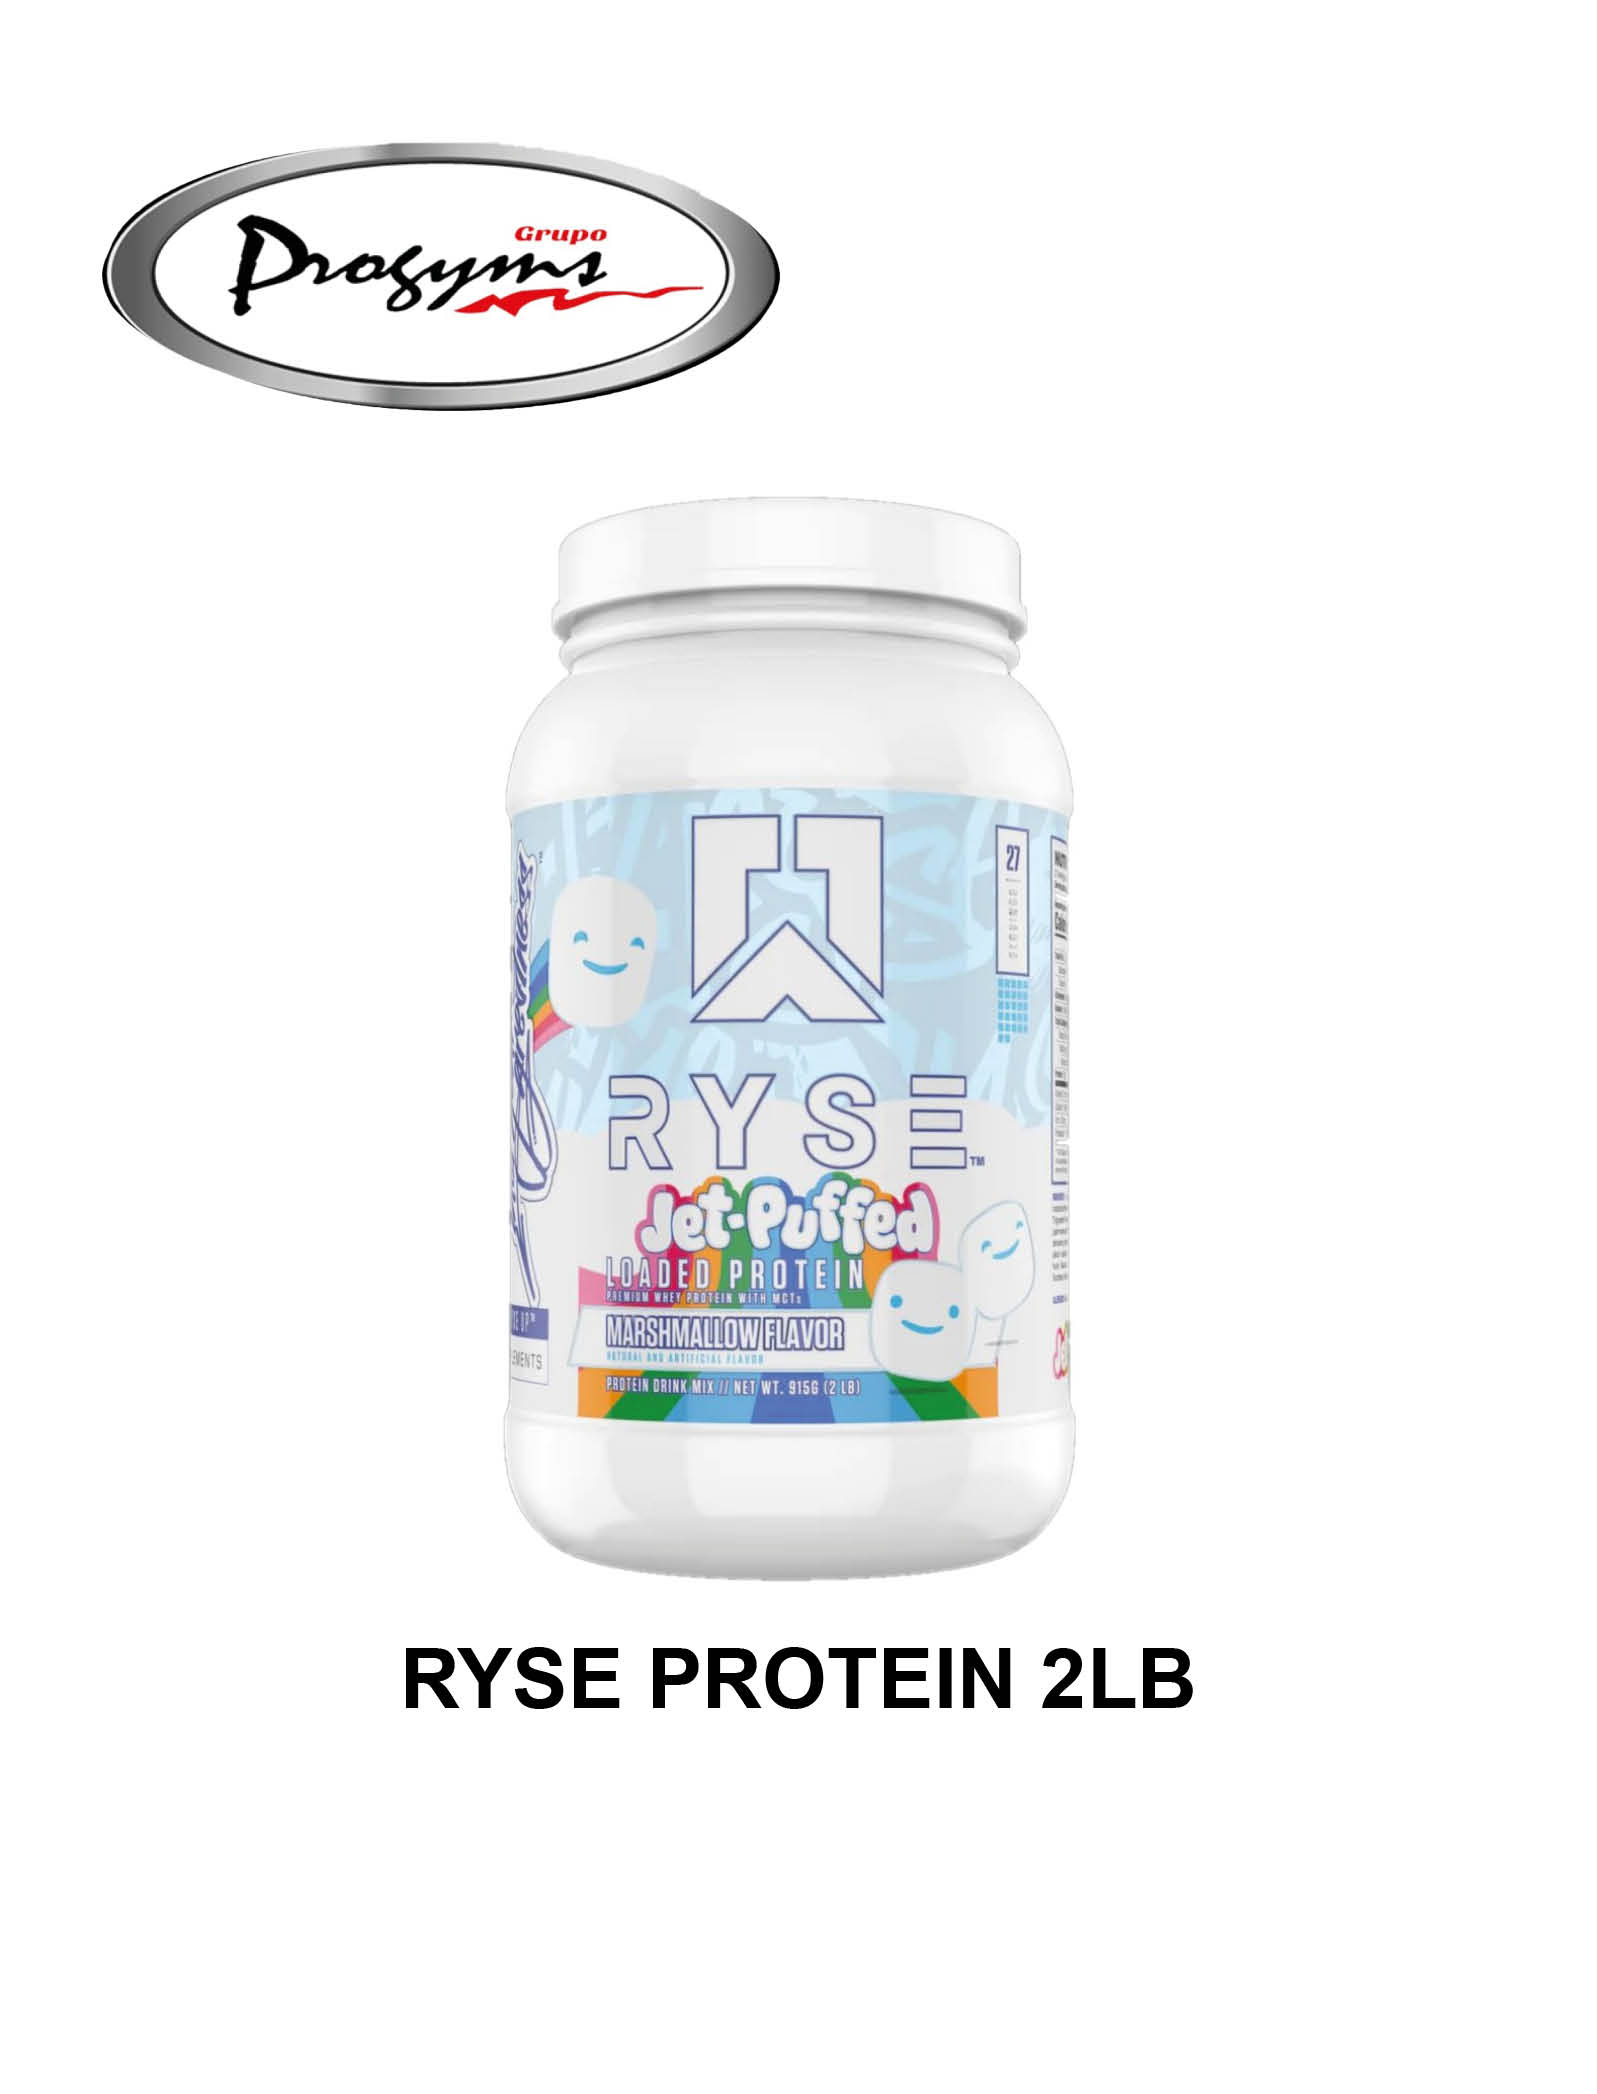 Grupo
Progyms
27
RYSE™
Jet-Puffed
LOADED PROTEIN
PREMIUM WHEY PROTEIN WITH MCTs
MARSHMALLOW FLAVOR
NATURAL AND ARTIFICIAL FLAVOR
PROTEIN DRINK MIX // NET WT. 915G (2 LB)
RYSE PROTEIN 2LB